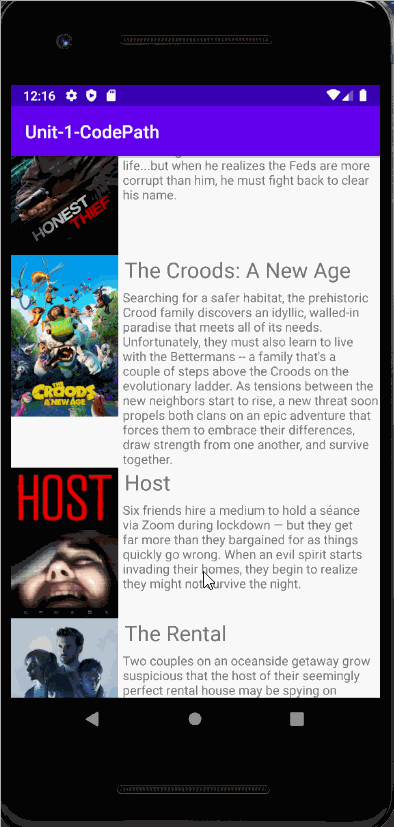 12:16
Unit-1-CodePath
life...but when he realizes the Feds are more
corrupt than him, he must fight back to clear
his name.
HONEST
THIEF
The Croods: A New Age
Searching for a safer habitat, the prehistoric
Crood family discovers an idyllic, walled-in
paradise that meets all of its needs.
Unfortunately, they must also learn to live
with the Bettermans -- a family that's a
couple of steps above the Croods on the
evolutionary ladder. As tensions between the
new neighbors start to rise, a new threat soon
propels both clans on an epic adventure that
forces them to embrace their differences,
draw strength from one another, and survive
together.
THE
CROODS
A NEW AGE
HOST
Host
Six friends hire a medium to hold a séance
via Zoom during lockdown — but they get
far more than they bargained for as things
quickly go wrong. When an evil spirit starts
invading their homes, they begin to realize
they might not survive the night.
The Rental
Two couples on an oceanside getaway grow
suspicious that the host of their seemingly
perfect rental house may be spying on